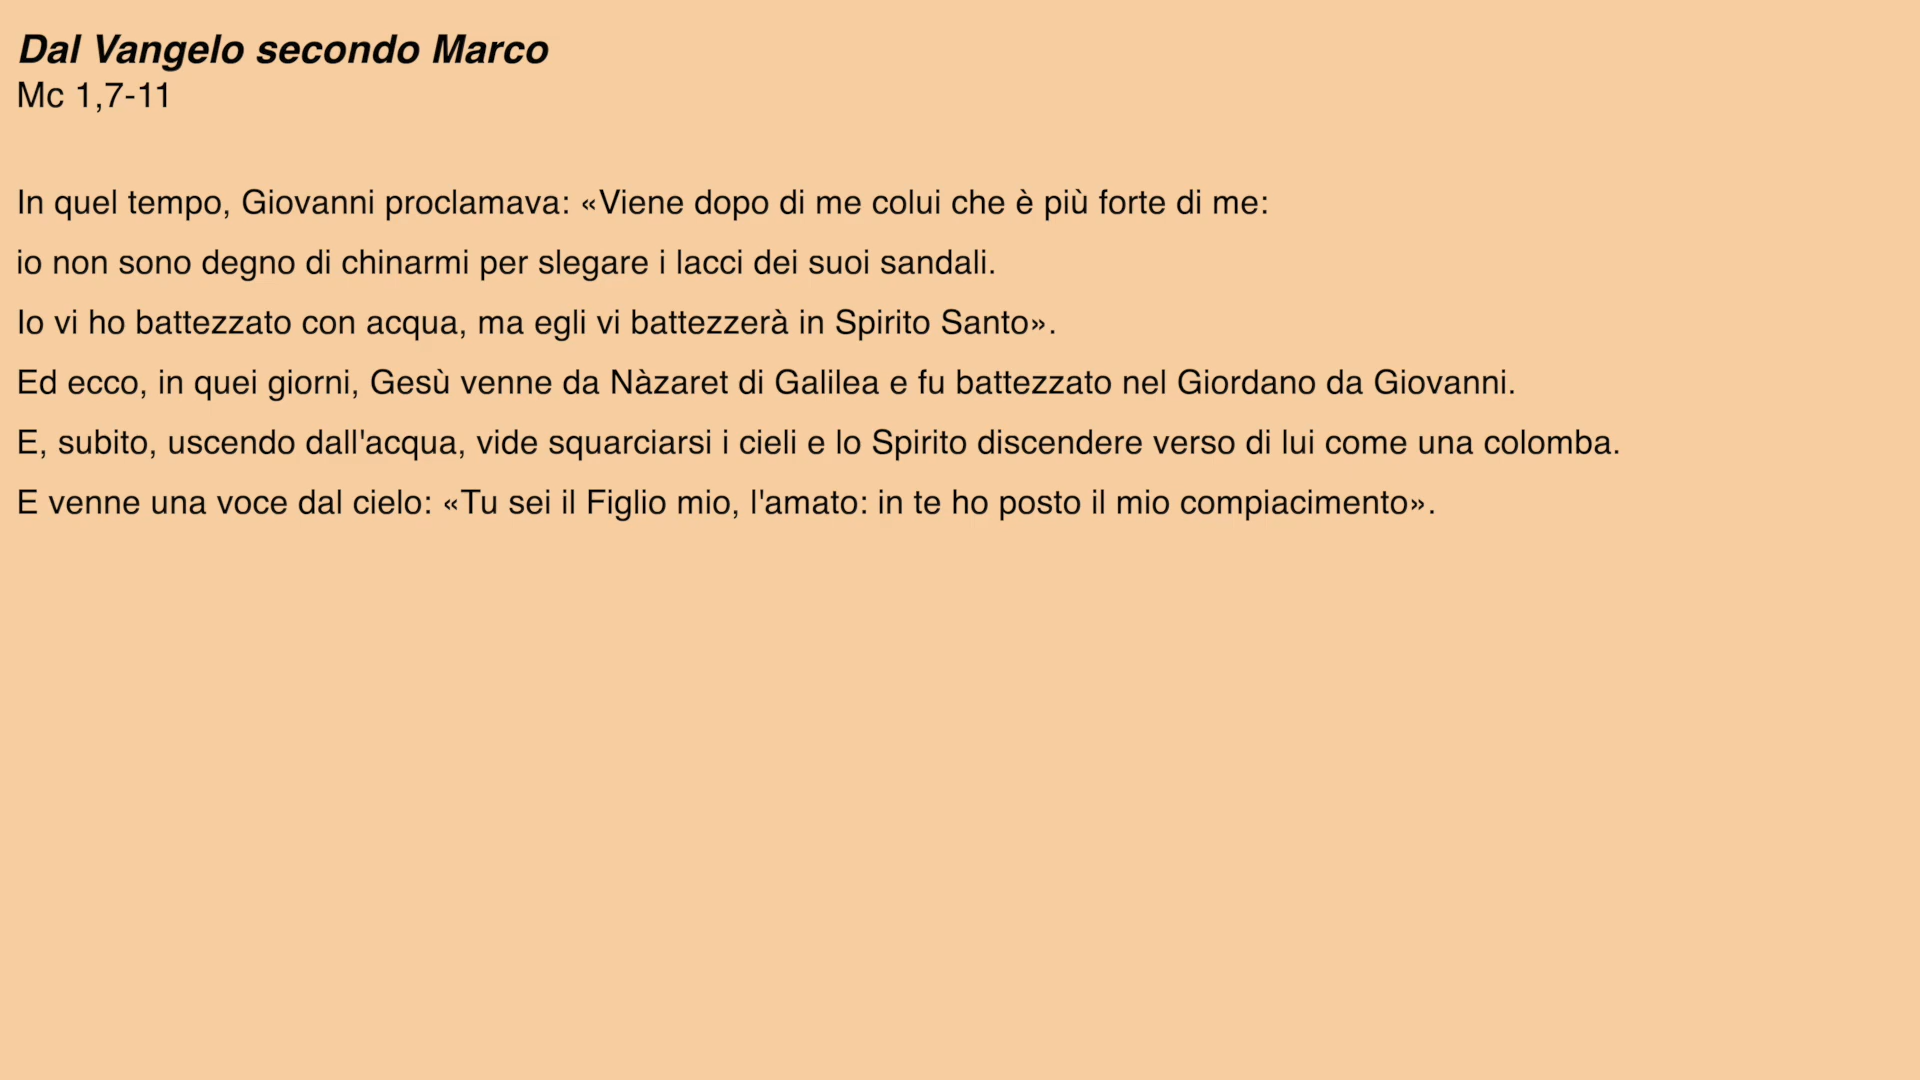 Dal Vangelo secondo Marco
Mc 1,7-11
In quel tempo, Giovanni proclamava: «Viene dopo di me colui che è più forte di me:
io non sono degno di chinarmi per slegare i lacci dei suoi sandali.
Io vi ho battezzato con acqua, ma egli vi battezzerà in Spirito Santo».
Ed ecco, in quei giorni, Gesù venne da Nàzaret di Galilea e fu battezzato nel Giordano da Giovanni.
E, subito, uscendo dall'acqua, vide squarciarsi i cieli e lo Spirito discendere verso di lui come una colomba.
E venne una voce dal cielo: «Tu sei il Figlio mio, l'amato: in te ho posto il mio compiacimento».